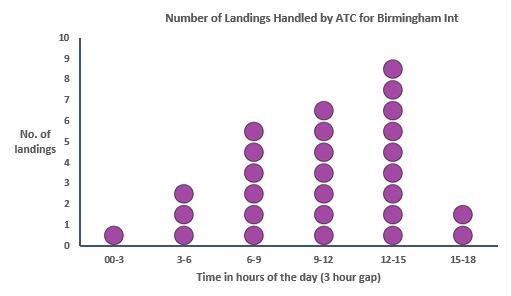 Number of Landings Handled by ATC for Birmingham Int
10
9
8
7
6
5
4
3
2
1
0
No. of
landings
00-3 3-6 6-9 9-12 12-15 15-18
Time in hours of the day (3 hour gap)